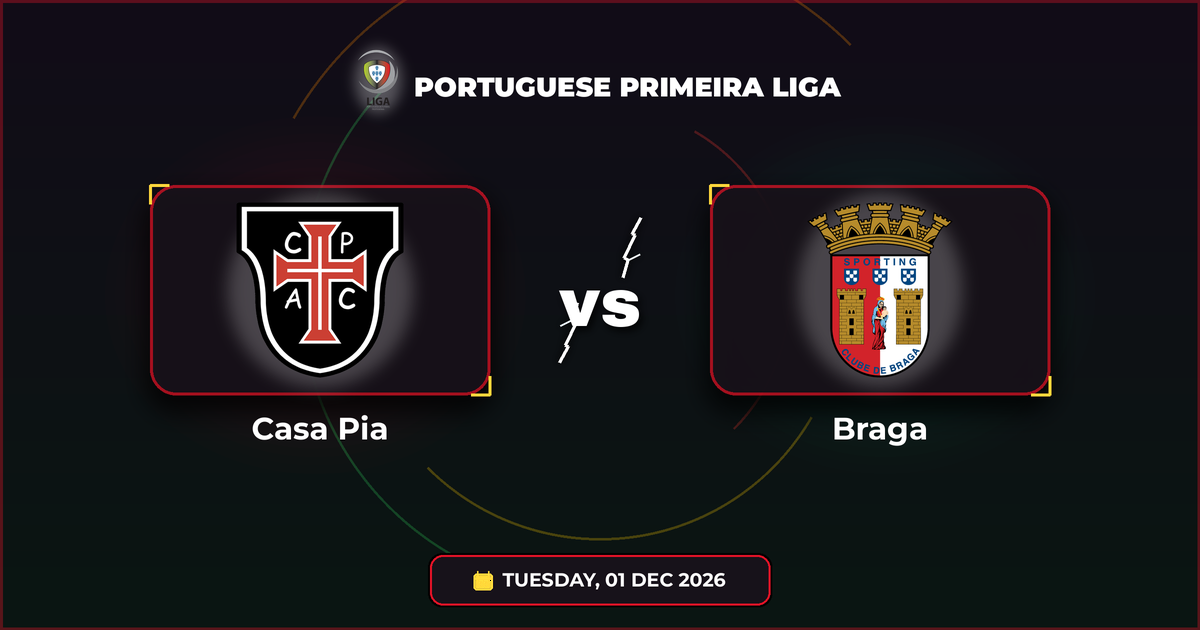 LIGA
PORTUGUESE PRIMEIRA LIGA
C P
A C
VS
SPORTING
CLUBE DE BRAGA
Casa Pia
Braga
TUESDAY, 01 DEC 2026